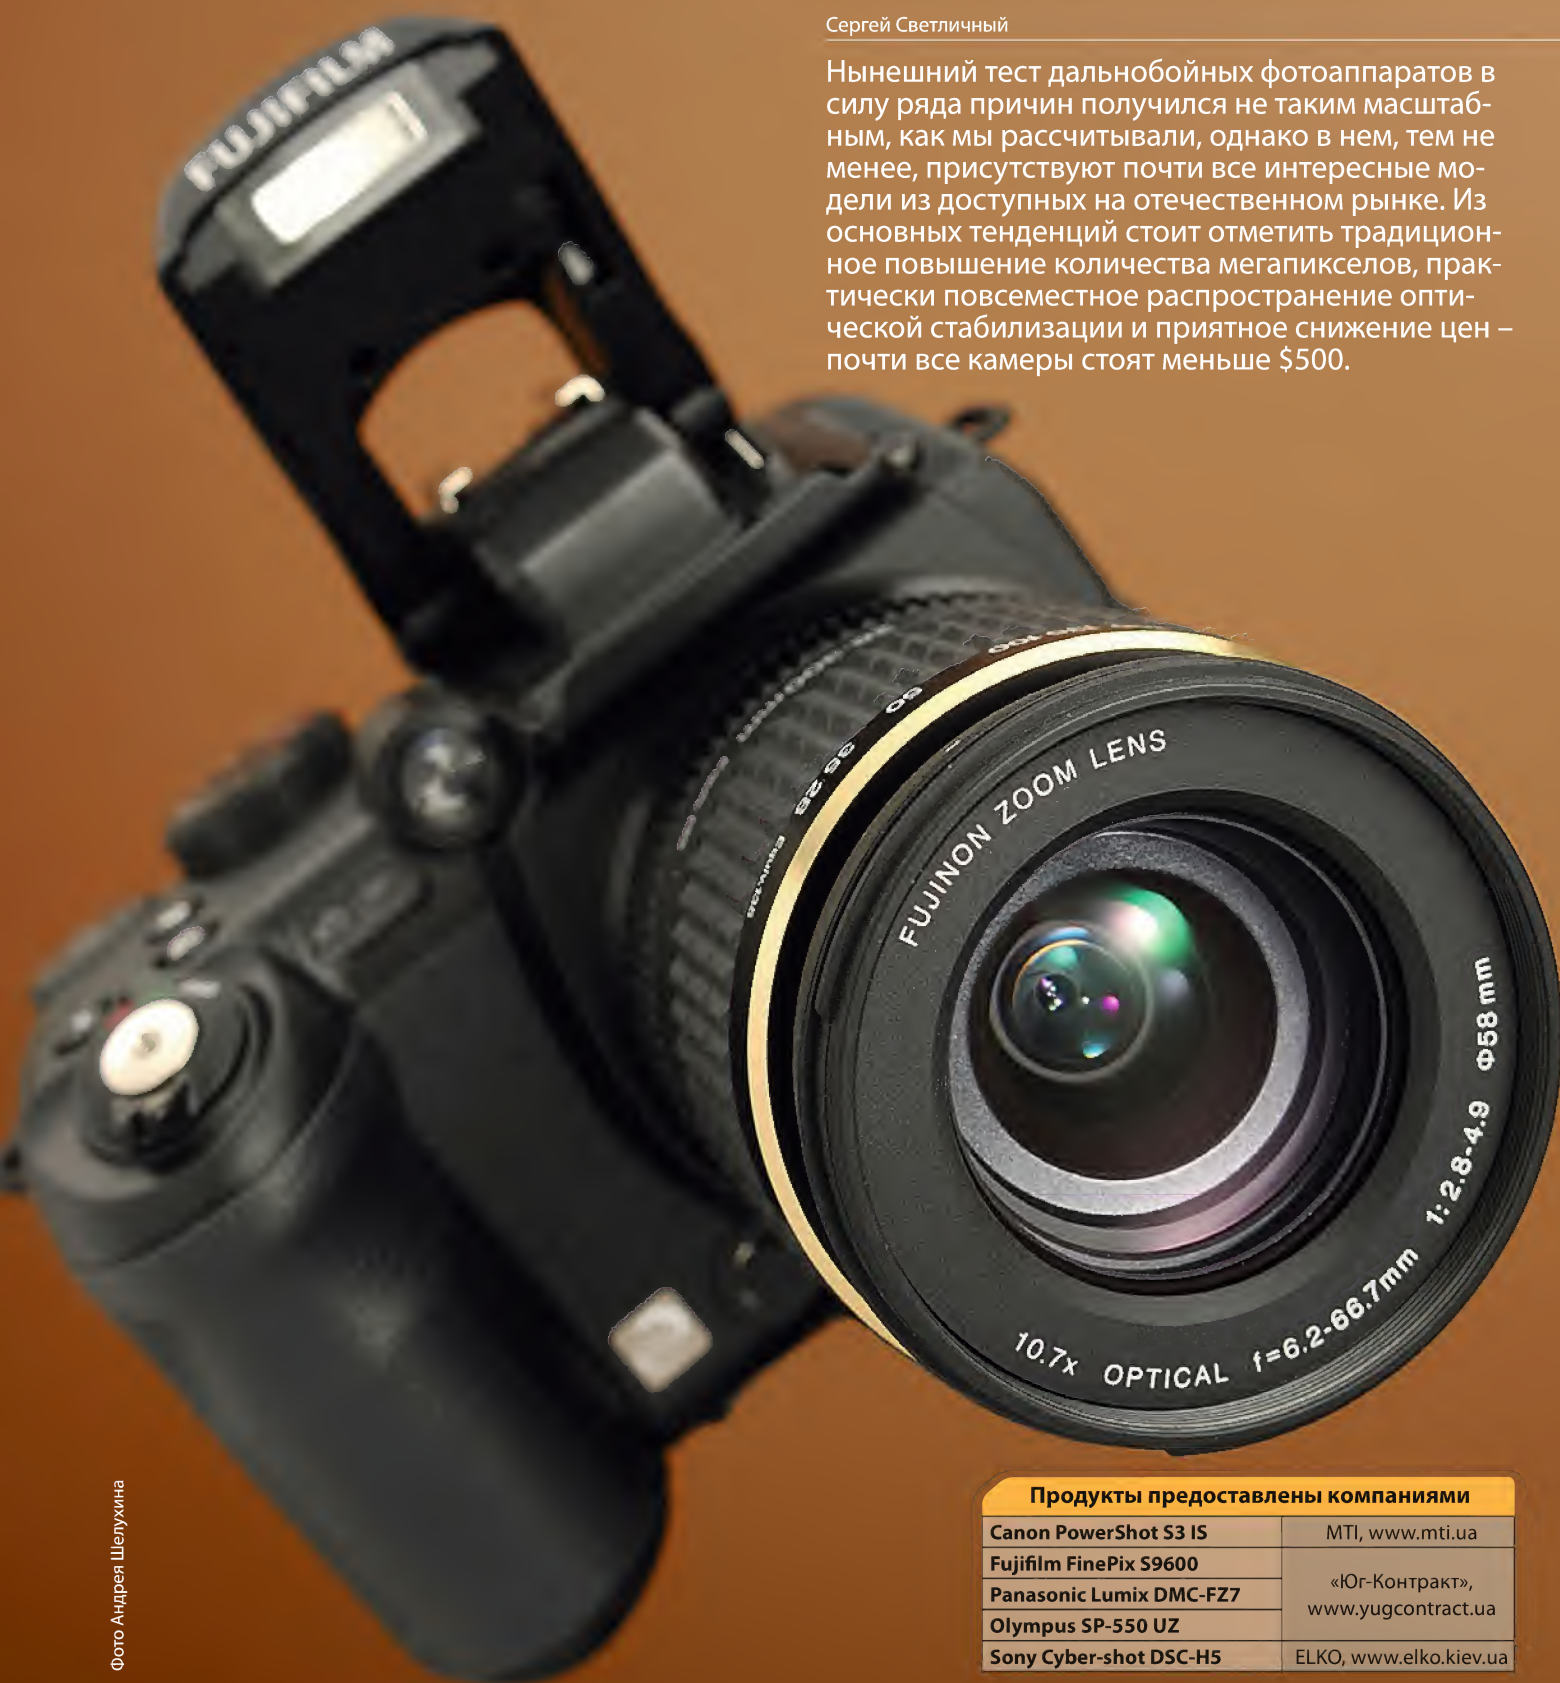 Сергей Светличный
Нынешний тест дальнобойных фотоаппаратов в
силу ряда причин получился не таким масштаб-
ным, как мы рассчитывали, однако в нем, тем не
менее, присутствуют почти все интересные мо-
дели из доступных на отечественном рынке. Из
основных тенденций стоит отметить традицион-
ное повышение количества мегапикселов, прак-
тически повсеместное распространение опти-
ческой стабилизации и приятное снижение цен –
почти все камеры стоят меньше $500.
FUJIFILM
50
35 28
FUJINON ZOOM LENS
10.7x OPTICAL f=6.2-66.7mm 1:2.8-4.9 Φ58mm
Фото Андрея Шелухина
Продукты предоставлены компаниями
Canon PowerShot S3 IS MTI, www.mti.ua
Fujifilm FinePix S9600
Panasonic Lumix DMC-FZ7
Olympus SP-550 UZ
«Юг-Контракт»,
www.yugcontract.ua
Sony Cyber-shot DSC-H5 ELKO, www.elko.kiev.ua